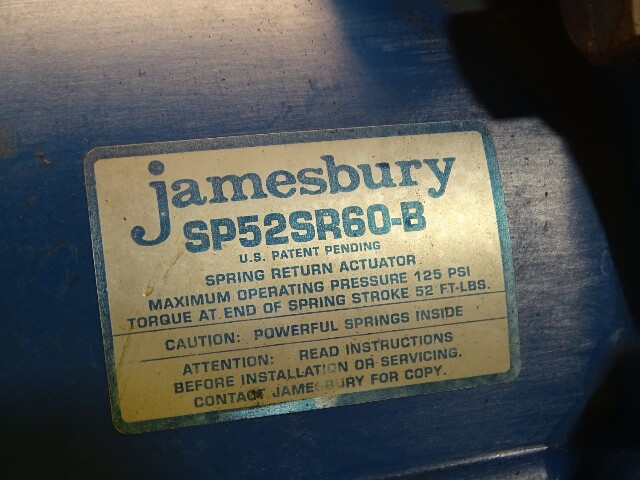 jamesbury
SP52SR60-B
U.S. PATENT PENDING
SPRING RETURN ACTUATOR
MAXIMUM OPERATING PRESSURE 125 PSI
TORQUE AT END OF SPRING STROKE 52 FT-LBS.
CAUTION: POWERFUL SPRINGS INSIDE
ATTENTION: READ INSTRUCTIONS
BEFORE INSTALLATION OR SERVICING.
CONTACT JAMESBURY FOR COPY.